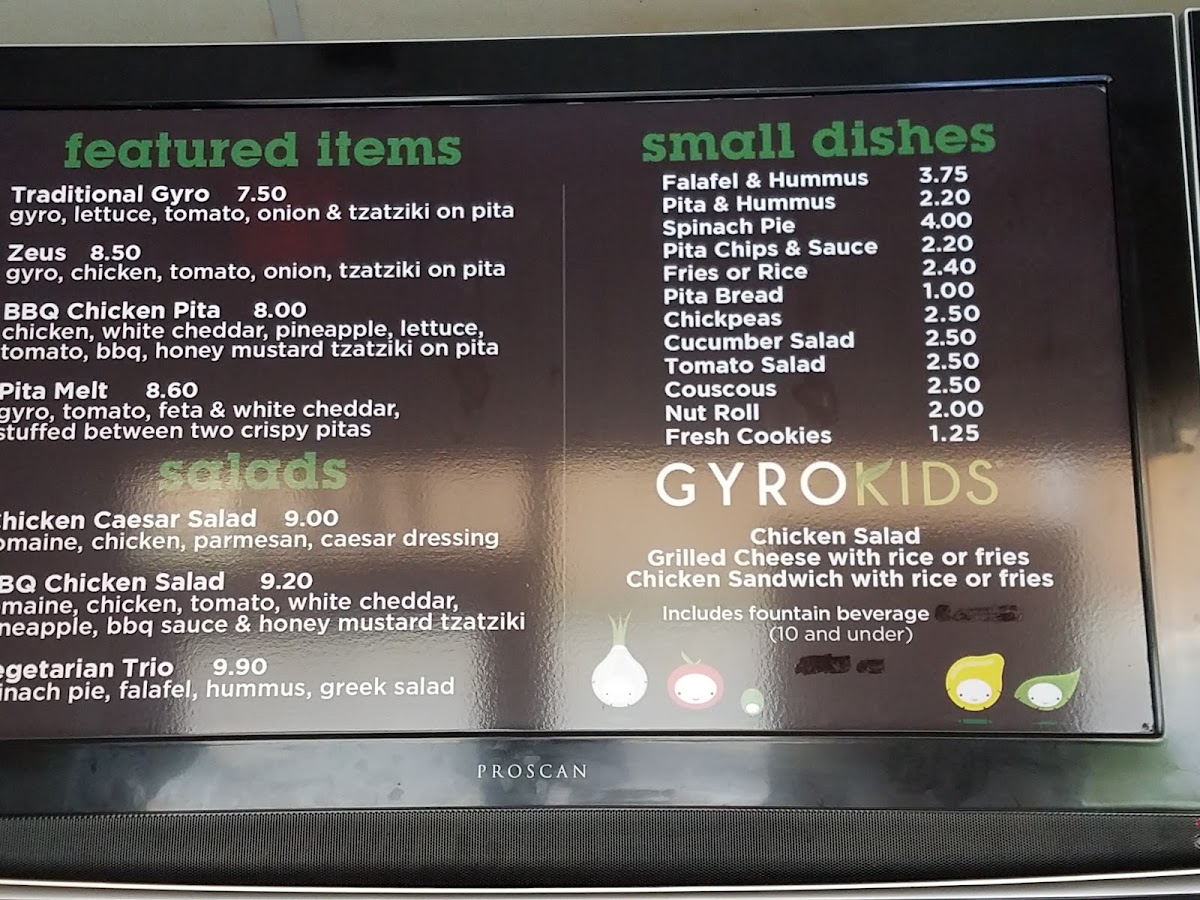 featured items
Traditional Gyro 7.50
gyro, lettuce, tomato, onion & tzatziki on pita
Zeus 8.50
gyro, chicken, tomato, onion, tzatziki on pita
BBQ Chicken Pita 8.00
chicken, white cheddar, pineapple, lettuce,
tomato, bbq, honey mustard tzatziki on pita
Pita Melt 8.60
gyro, tomato, feta & white cheddar,
stuffed between two crispy pitas
salads
hicken Caesar Salad 9.00
omaine, chicken, parmesan, caesar dressing
BQ Chicken Salad 9.20
maine, chicken, tomato, white cheddar,
neapple, bbq sauce & honey mustard tzatziki
egetarian Trio 9.90
inach pie, falafel, hummus, greek salad
small dishes
Falafel & Hummus 3.75
Pita & Hummus 2.20
Spinach Pie 4.00
Pita Chips & Sauce 2.20
Fries or Rice 2.40
Pita Bread 1.00
Chickpeas 2.50
Cucumber Salad 2.50
Tomato Salad 2.50
Couscous 2.50
Nut Roll 2.00
Fresh Cookies 1.25
GYROKIDS
Chicken Salad
Grilled Cheese with rice or fries
Chicken Sandwich with rice or fries
Includes fountain beverage
(10 and under)
PROSCAN